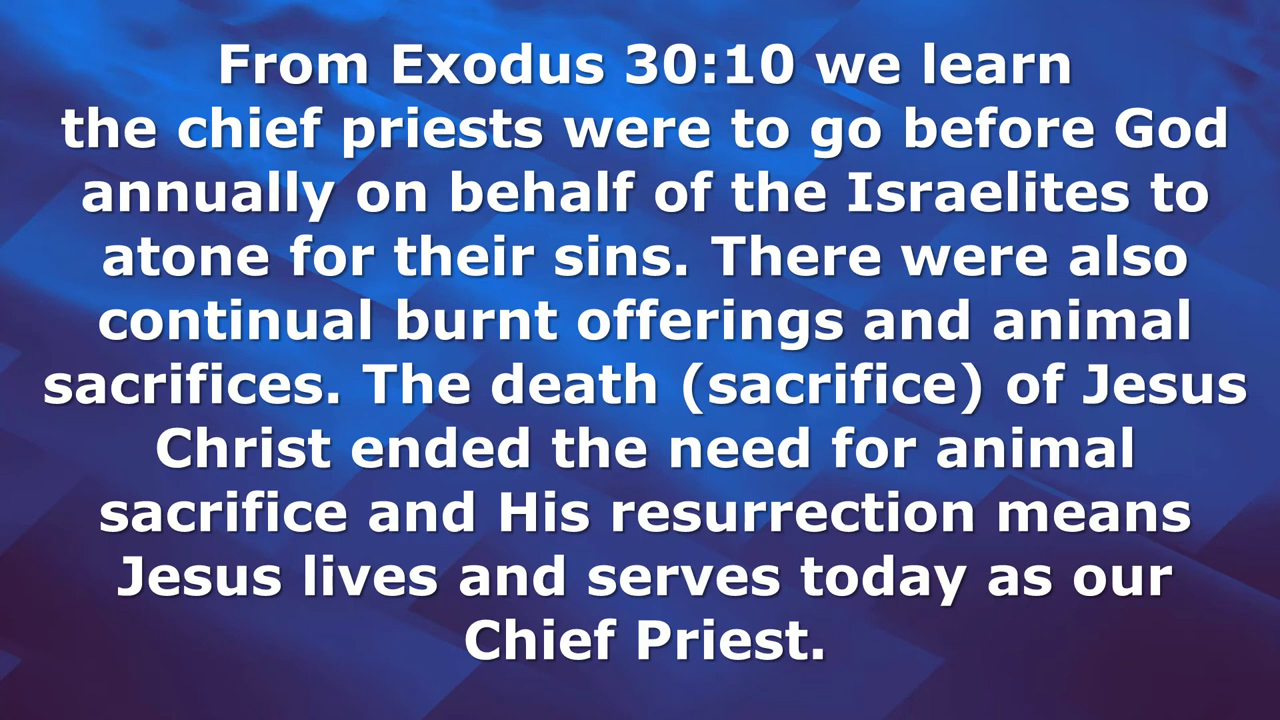 From Exodus 30:10 we learn
the chief priests were to go before God
annually on behalf of the Israelites to
atone for their sins. There were also
continual burnt offerings and animal
sacrifices. The death (sacrifice) of Jesus
Christ ended the need for animal
sacrifice and His resurrection means
Jesus lives and serves today as our
Chief Priest.